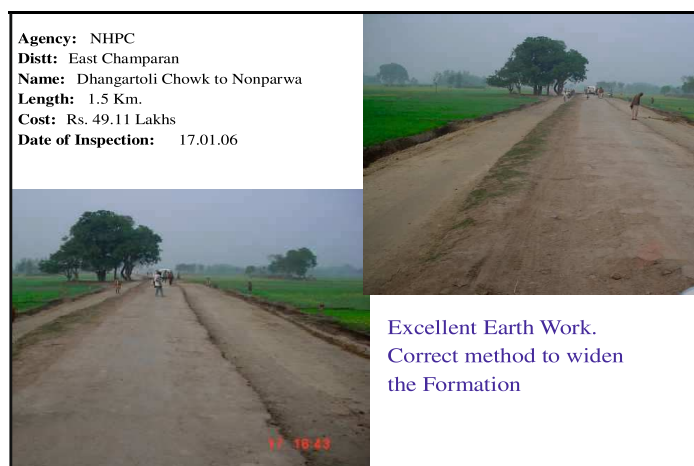 Agency: NHPC
Distt: East Champaran
Name: Dhangartoli Chowk to Nonparwa
Length: 1.5 Km.
Cost: Rs. 49.11 Lakhs
Date of Inspection: 17.01.06
Excellent Earth Work.
Correct method to widen
the Formation
17 16:43